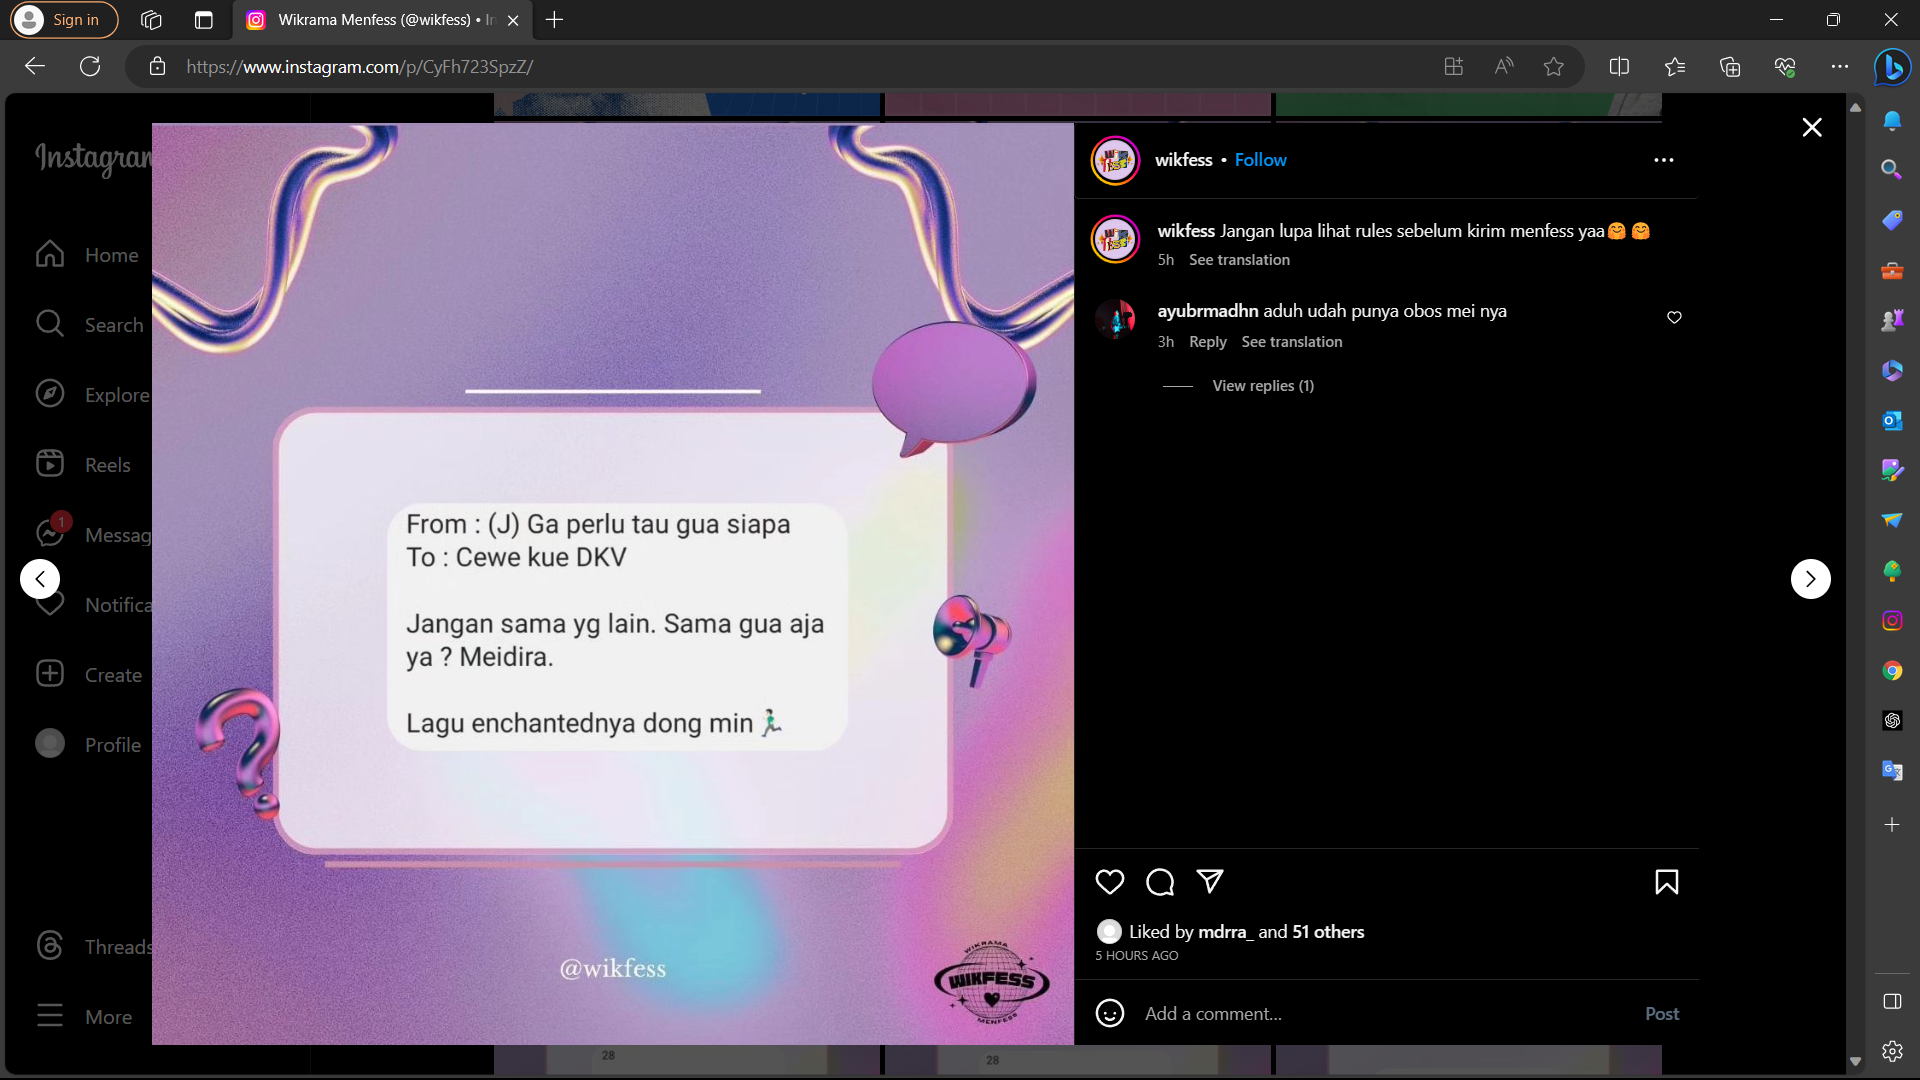 Sign in
Wikrama Menfess (@wikfess) • In
https://www.instagram.com/p/CyFh723SpzZ/
Instagram
Home
Search
Explore
Reels
1
Messag
Notifica
Create
Profile
Threads
More
From : (J) Ga perlu tau gua siapa
To : Cewe kue DKV
Jangan sama yg lain. Sama gua aja
ya ? Meidira.
Lagu enchantednya dong min🏃🏻‍♂️
@wikfess
WIKRAMA
WIKFESS
MENFESS
wikfess • Follow
wikfess Jangan lupa lihat rules sebelum kirim menfess yaa🤗🤗
5h See translation
ayubrmadhn aduh udah punya obos mei nya
3h Reply See translation
View replies (1)
Liked by mdrra_ and 51 others
5 HOURS AGO
Add a comment...
Post
28
28